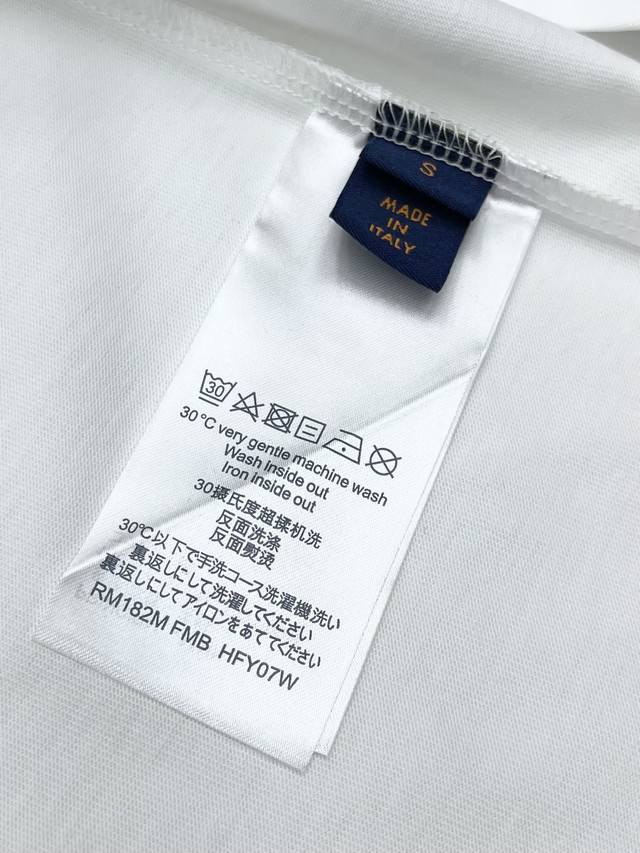 S
MADE
IN
ITALY
30
30°C very gentle machine wash
Wash inside out
Iron inside out
30摄氏度超揉机洗
反面洗涤
反面熨烫
30℃以下で手洗コース洗濯機洗い
裏返しにして洗濯してください
裏返しにしてアイロンをあててください
RM182M FMB HFY07W